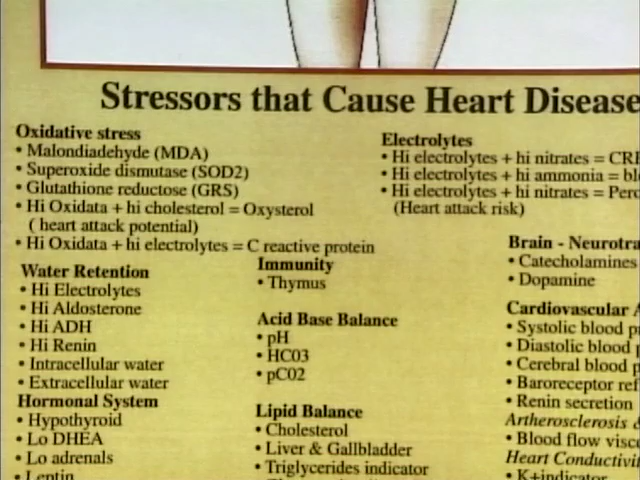 Stressors that Cause Heart Disease
Oxidative stress
• Malondiadehyde (MDA)
• Superoxide dismutase (SOD2)
• Glutathione reductose (GRS)
• Hi Oxidata + hi cholesterol = Oxysterol
( heart attack potential)
• Hi Oxidata + hi electrolytes = C reactive protein
Electrolytes
• Hi electrolytes + hi nitrates = CRP
• Hi electrolytes + hi ammonia =
• Hi electrolytes + hi nitrates =
(Heart attack risk)
Water Retention
• Hi Electrolytes
• Hi Aldosterone
• Hi ADH
• Hi Renin
• Intracellular water
• Extracellular water
Hormonal System
• Hypothyroid
• Lo DHEA
• Lo adrenals
• Leptin
Immunity
• Thymus
Acid Base Balance
• pH
• HC03
• pC02
Lipid Balance
• Cholesterol
• Liver & Gallbladder
• Triglycerides indicator
Brain -
• Catecholamines
• Dopamine
Cardiovascular
• Systolic blood
• Diastolic blood
• Cerebral blood
• Baroreceptor
• Renin secretion
Artherosclerosis &
• Blood flow
Heart
• K+indicator